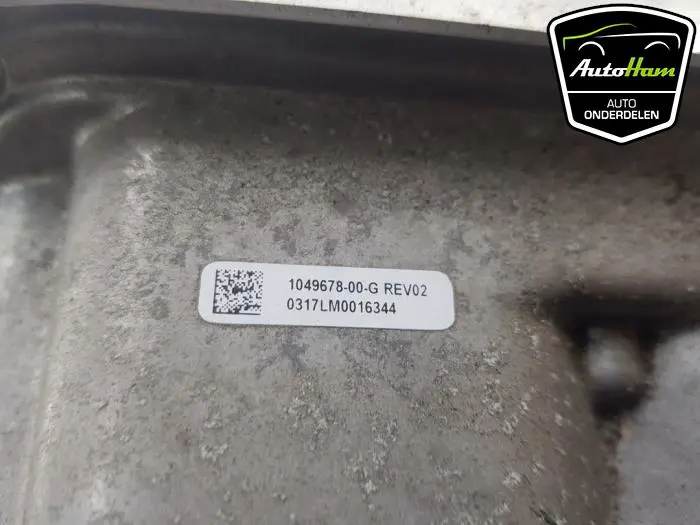 AutoHam
AUTO
ONDERDELEN
1049678-00-G REV02
0317LM0016344